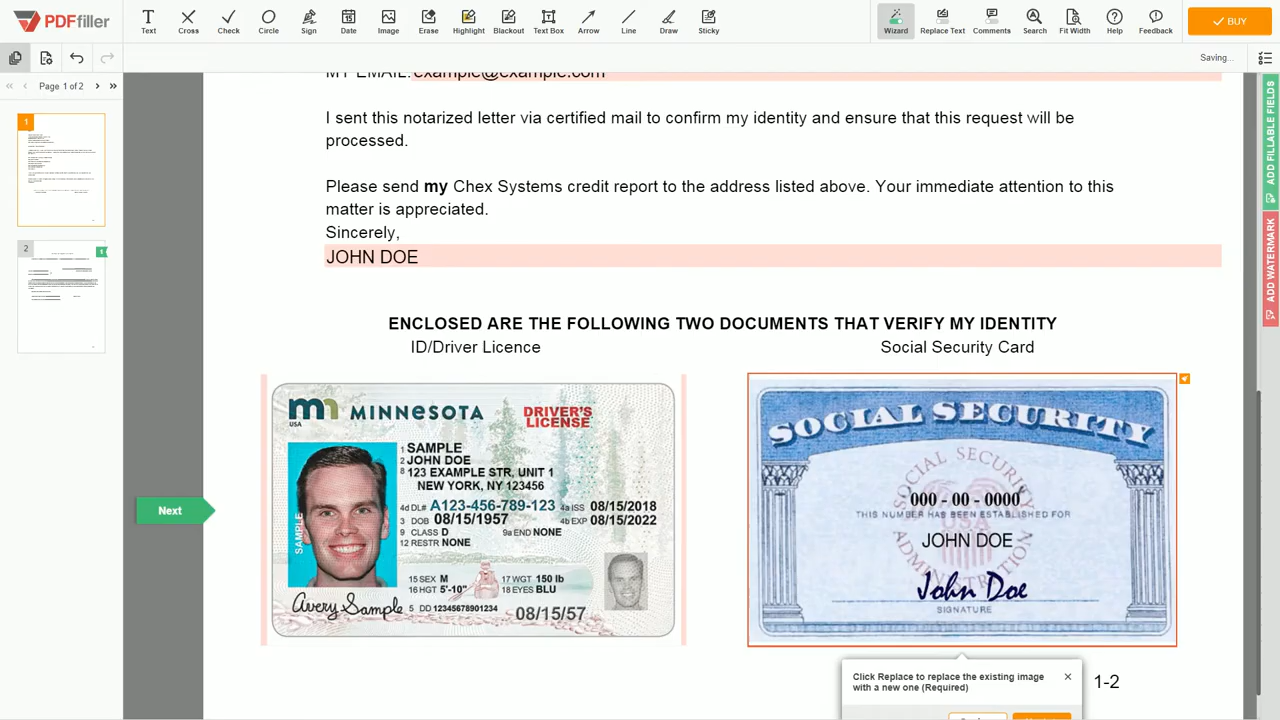 PDFfiller
Text
Cross
Check
Circle
Sign
Date
Image
Erase
Highlight
Blackout
Text Box
Arrow
Line
Draw
Sticky
Wizard
Replace Text
Comments
Search
Fit Width
Help
Feedback
BUY
Saving...
Page 1 of 2
1
2
ADD FILLABLE FIELDS
ADD WATERMARK
MY EMAIL: example@example.com
I sent this notarized letter via certified mail to confirm my identity and ensure that this request will be
processed.
Please send my Chex Systems credit report to the address listed above. Your immediate attention to this
matter is appreciated.
Sincerely,
JOHN DOE
ENCLOSED ARE THE FOLLOWING TWO DOCUMENTS THAT VERIFY MY IDENTITY
ID/Driver Licence
Social Security Card
Next
USA
MINNESOTA
DRIVER'S
LICENSE
1 SAMPLE
2 JOHN DOE
8 123 EXAMPLE STR, UNIT 1
NEW YORK, NY 123456
4d DL# A123-456-789-123 4a ISS 08/15/2018
3 DOB 08/15/1957 4b EXP 08/15/2022
9 CLASS D 9a END NONE
12 RESTR NONE
SAMPLE
15 SEX M 17 WGT 150 lb
16 HGT 5'-10" 18 EYES BLU
Avery Sample
5 DD 12345678901234
08/15/57
SOCIAL SECURITY
SOCIAL SECURITY ADMINISTRATION
000 - 00 - 0000
THIS NUMBER HAS BEEN ESTABLISHED FOR
JOHN DOE
John Doe
SIGNATURE
Click Replace to replace the existing image
with a new one (Required)
1-2